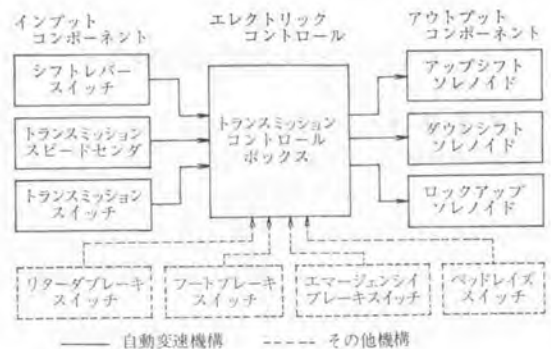 インプット
コンポーネント
エレクトリック
コントロール
アウトプット
コンポーネント
シフトレバー
スイッチ
トランスミッション
スピードセンダ
トランスミッション
スイッチ
トランスミッション
コントロール
ボックス
アップシフト
ソレノイド
ダウンシフト
ソレノイド
ロックアップ
ソレノイド
リターダブレーキ
スイッチ
フートブレーキ
スイッチ
エマージェンシイ
ブレーキスイッチ
ベッドレイズ
スイッチ
自動変速機構
その他機構